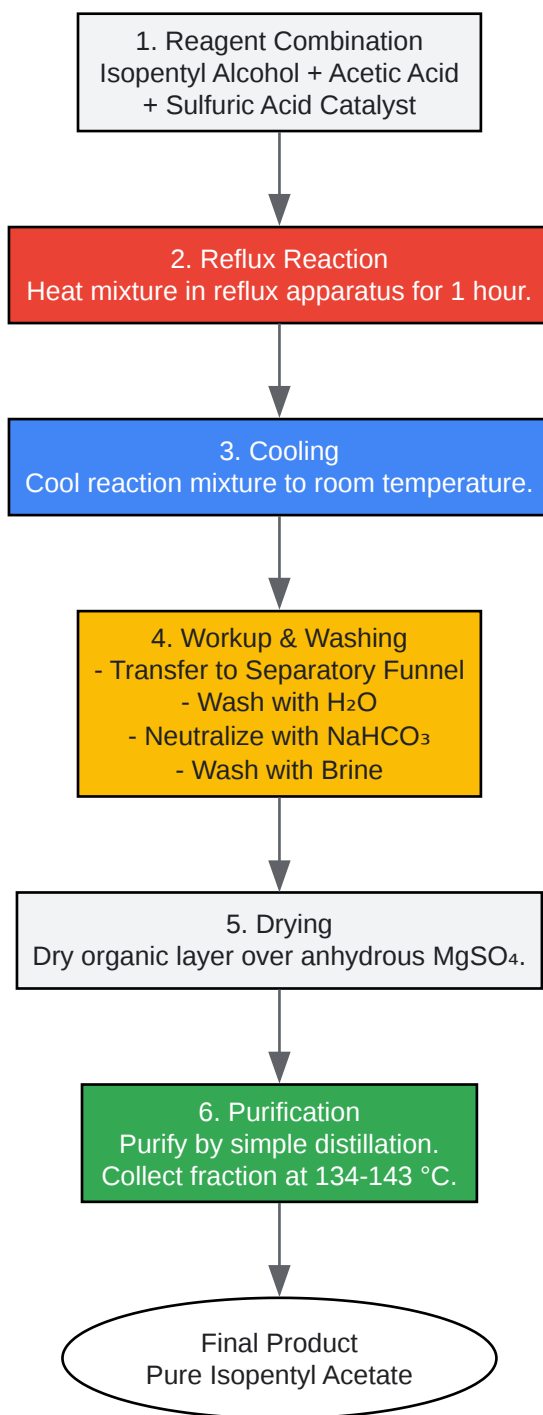 1. Reagent Combination
Isopentyl Alcohol + Acetic Acid
+ Sulfuric Acid Catalyst
2. Reflux Reaction
Heat mixture in reflux apparatus for 1 hour.
3. Cooling
Cool reaction mixture to room temperature.
4. Workup & Washing
- Transfer to Separatory Funnel
- Wash with H₂O
- Neutralize with NaHCO₃
- Wash with Brine
5. Drying
Dry organic layer over anhydrous MgSO₄.
6. Purification
Purify by simple distillation.
Collect fraction at 134-143 °C.
Final Product
Pure Isopentyl Acetate